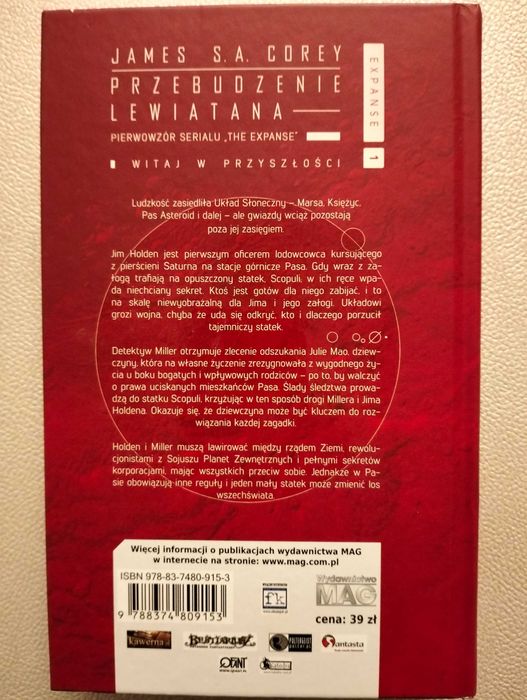 JAMES S.A. COREY
PRZEBUDZENIE
LEWIATANA
PIERWOWZÓR SERIALU „THE EXPANSE”
WITAJ W PRZYSZŁOŚCI
EXPANSE 1
Ludzkość zasiedliła Układ Słoneczny – Marsa, Księżyc,
Pas Asteroid i dalej – ale gwiazdy wciąż pozostają
poza jej zasięgiem.
Jim Holden jest pierwszym oficerem lodowcowca kursującego
z pierścieni Saturna na stacje górnicze Pasa. Gdy wraz z za-
łogą trafiają na opuszczony statek, Scopuli, w ich ręce wpa-
da niechciany sekret. Ktoś jest gotów dla niego zabijać, i to
na skalę niewyobrażalną dla Jima i jego załogi. Układowi
grozi wojna, chyba że uda się odkryć, kto i dlaczego porzucił
tajemniczy statek.
Detektyw Miller otrzymuje zlecenie odszukania Julie Mao, dziew-
czyny, która na własne życzenie zrezygnowała z wygodnego ży-
cia u boku bogatych i wpływowych rodziców – po to, by walczyć
o prawa uciskanych mieszkańców Pasa. Ślady śledztwa prowa-
dzą do statku Scopuli, krzyżując w ten sposób drogi Millera i Jima
Holdena. Okazuje się, że dziewczyna może być kluczem do roz-
wiązania każdej zagadki.
Holden i Miller muszą lawirować między rządem Ziemi, rewolu-
cjonistami z Sojuszu Planet Zewnętrznych i pełnymi sekretów
korporacjami, mając wszystkich przeciw sobie. Jednakże w Pa-
sie obowiązują inne reguły i jeden mały statek może zmienić los
wszechświata.
Więcej informacji o publikacjach wydawnictwa MAG
w internecie na stronie: www.mag.com.pl
ISBN 978-83-7480-915-3
9 788374 809153
fk
Wydawnictwo
MAG
cena: 39 zł
kawerna
POLTERGEIST
fantasta